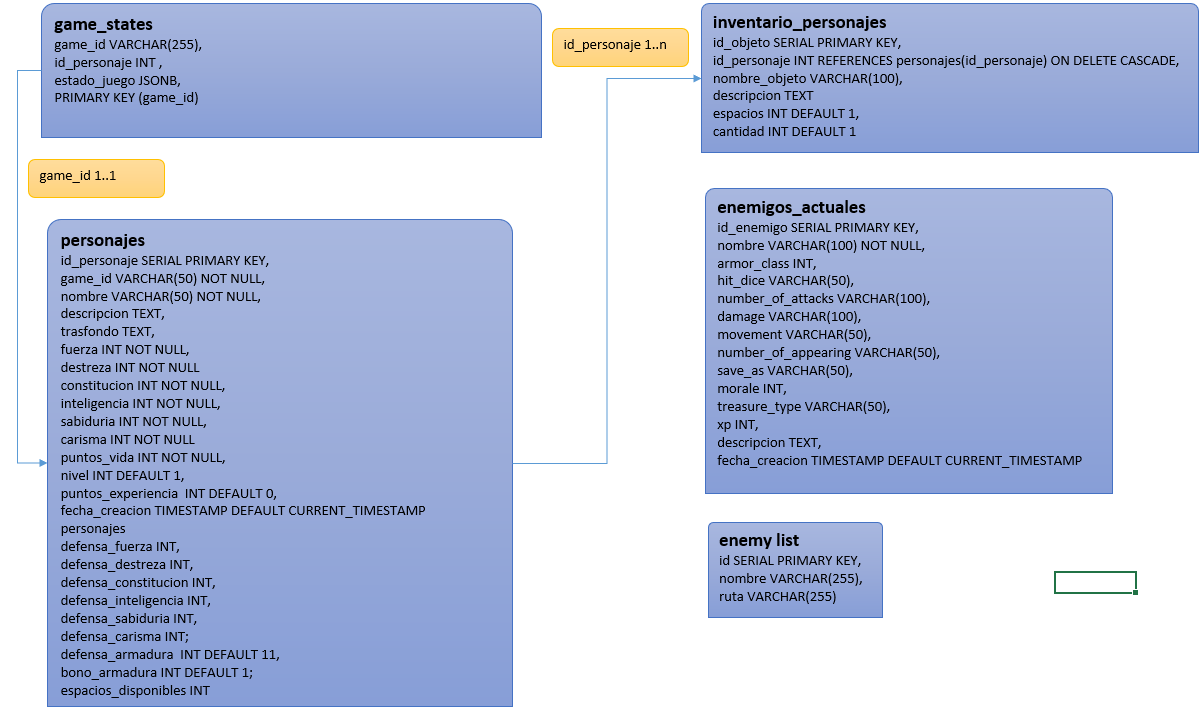 game_states
game_id VARCHAR(255),
id_personaje INT ,
estado_juego JSONB,
PRIMARY KEY (game_id)
game_id 1..1
personajes
id_personaje SERIAL PRIMARY KEY,
game_id VARCHAR(50) NOT NULL,
nombre VARCHAR(50) NOT NULL,
descripcion TEXT,
trasfondo TEXT,
fuerza INT NOT NULL,
destreza INT NOT NULL
constitucion INT NOT NULL,
inteligencia INT NOT NULL,
sabiduria INT NOT NULL,
carisma INT NOT NULL
puntos_vida INT NOT NULL,
nivel INT DEFAULT 1,
puntos_experiencia  INT DEFAULT 0,
fecha_creacion TIMESTAMP DEFAULT CURRENT_TIMESTAMP
personajes
defensa_fuerza INT,
defensa_destreza INT,
defensa_constitucion INT,
defensa_inteligencia INT,
defensa_sabiduria INT,
defensa_carisma INT;
defensa_armadura  INT DEFAULT 11,
bono_armadura INT DEFAULT 1;
espacios_disponibles INT
id_personaje 1..n
inventario_personajes
id_objeto SERIAL PRIMARY KEY,
id_personaje INT REFERENCES personajes(id_personaje) ON DELETE CASCADE,
nombre_objeto VARCHAR(100),
descripcion TEXT
espacios INT DEFAULT 1,
cantidad INT DEFAULT 1
enemigos_actuales
id_enemigo SERIAL PRIMARY KEY,
nombre VARCHAR(100) NOT NULL,
armor_class INT,
hit_dice VARCHAR(50),
number_of_attacks VARCHAR(100),
damage VARCHAR(100),
movement VARCHAR(50),
number_of_appearing VARCHAR(50),
save_as VARCHAR(50),
morale INT,
treasure_type VARCHAR(50),
xp INT,
descripcion TEXT,
fecha_creacion TIMESTAMP DEFAULT CURRENT_TIMESTAMP
enemy list
id SERIAL PRIMARY KEY,
nombre VARCHAR(255),
ruta VARCHAR(255)